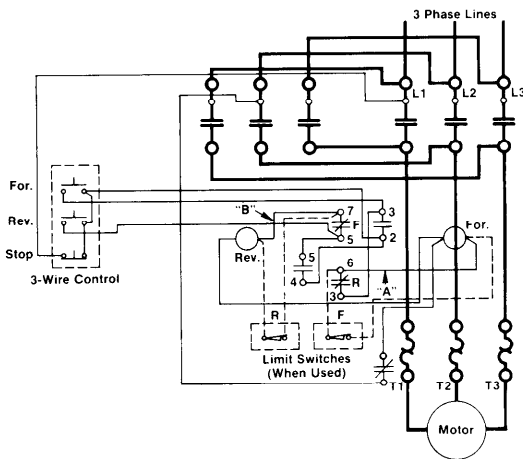 3 Phase Lines
L1
L2
L3
For.
Rev.
Stop
3-Wire Control
"B"
7
F
5
Rev.
5
4
3
2
6
R
3
"A"
For.
R
F
Limit Switches
(When Used)
T1
T2
T3
Motor